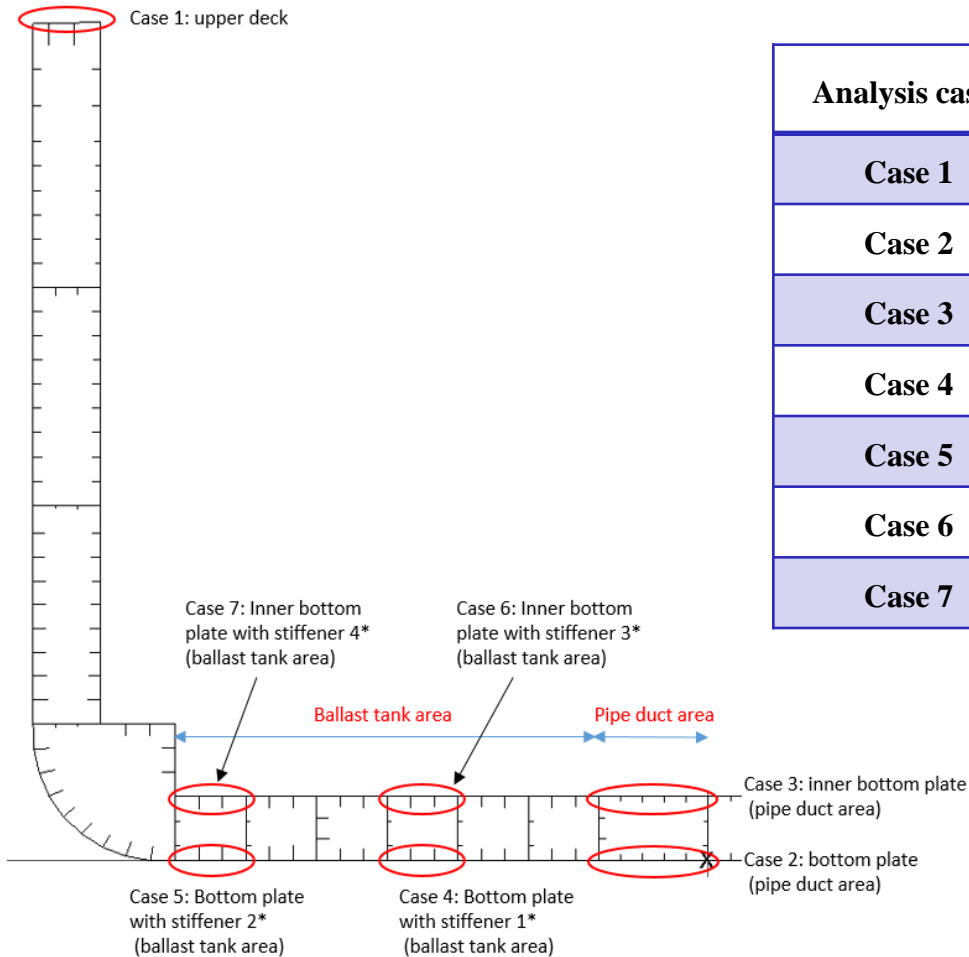 Case 1: upper deck
Analysis
Case 1
Case 2
Case 3
Case 4
Case 5
Case 6
Case 7
Case 7: Inner bottom
plate with stiffener 4*
(ballast tank area)
Case 6: Inner bottom
plate with stiffener 3*
(ballast tank area)
Ballast tank area
Pipe duct area
Case 3: inner bottom plate
(pipe duct area)
Case 2: bottom plate
(pipe duct area)
Case 5: Bottom plate
with stiffener 2*
(ballast tank area)
Case 4: Bottom plate
with stiffener 1*
(ballast tank area)